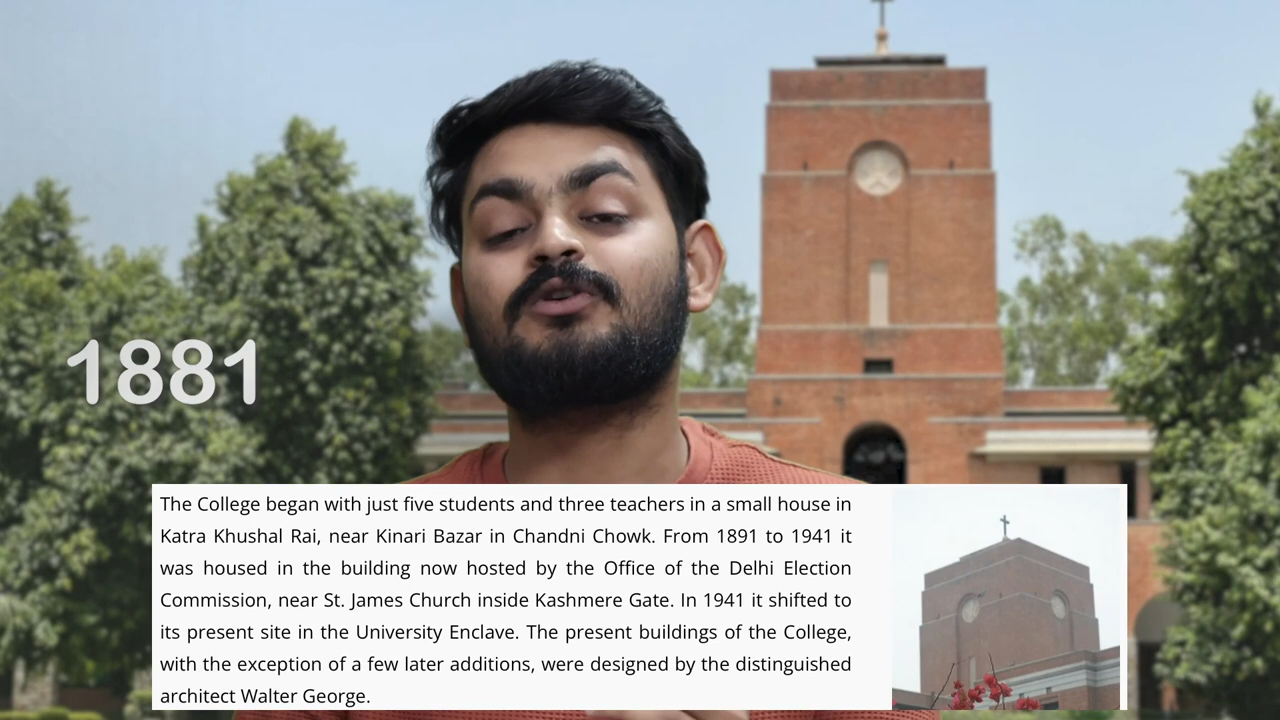 1881
The College began with just five students and three teachers in a small house in
Katra Khushal Rai, near Kinari Bazar in Chandni Chowk. From 1891 to 1941 it
was housed in the building now hosted by the Office of the Delhi Election
Commission, near St. James Church inside Kashmere Gate. In 1941 it shifted to
its present site in the University Enclave. The present buildings of the College,
with the exception of a few later additions, were designed by the distinguished
architect Walter George.